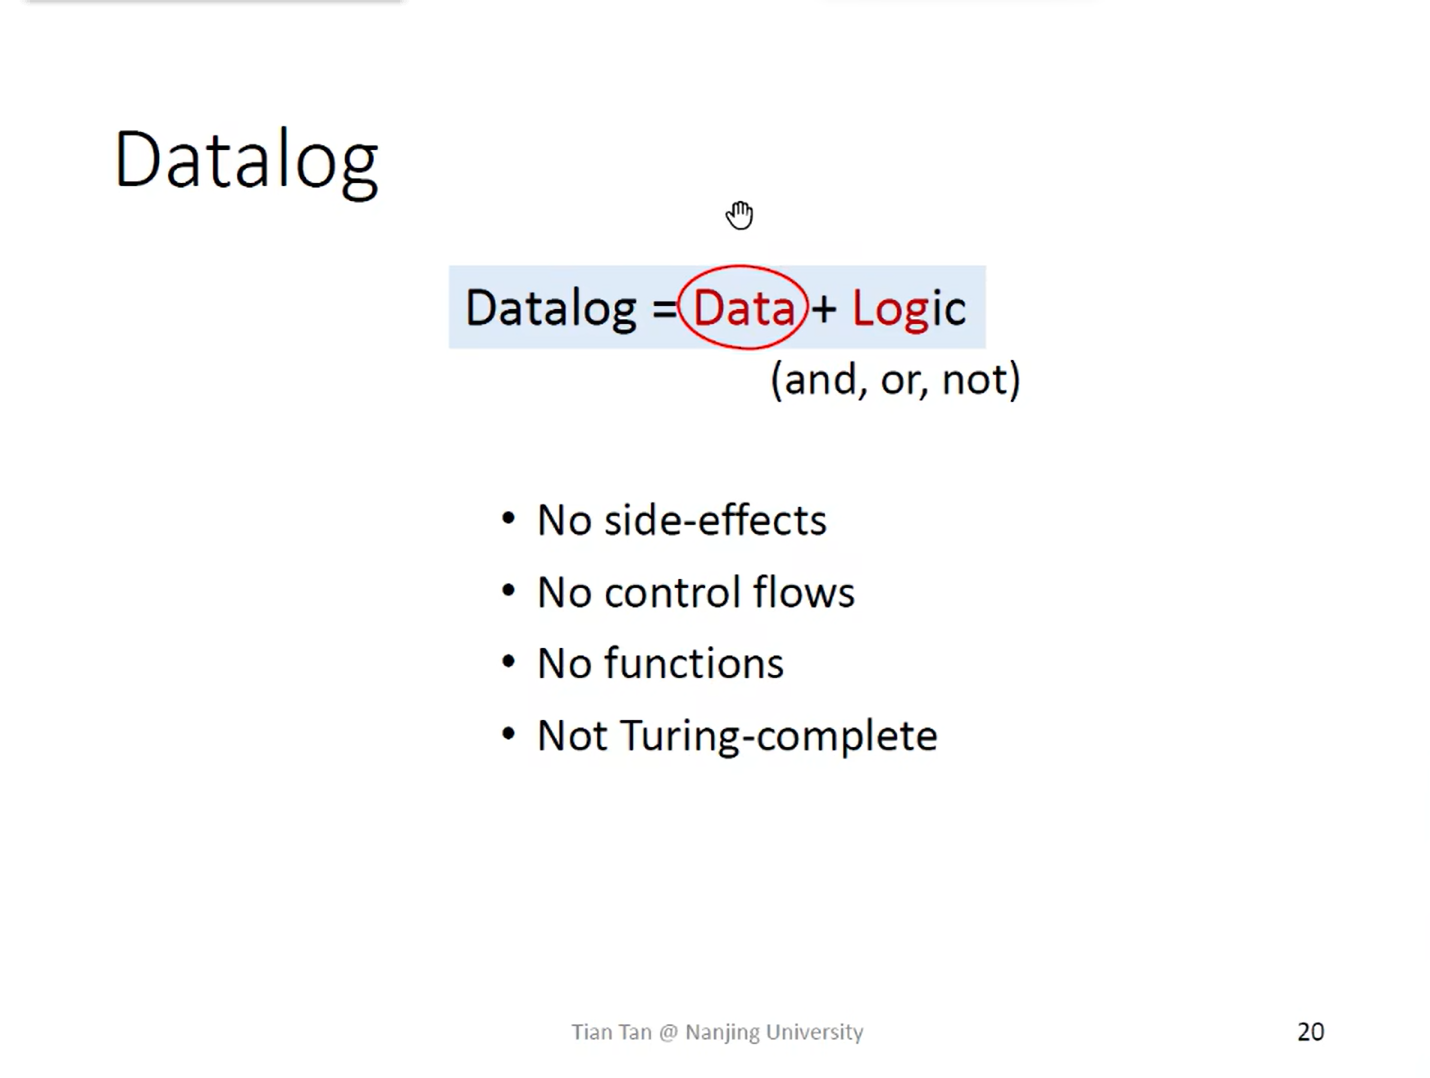 Datalog
Datalog = Data + Logic
(and, or, not)
• No side-effects
• No control flows
• No functions
• Not Turing-complete
Tian Tan @ Nanjing University
20